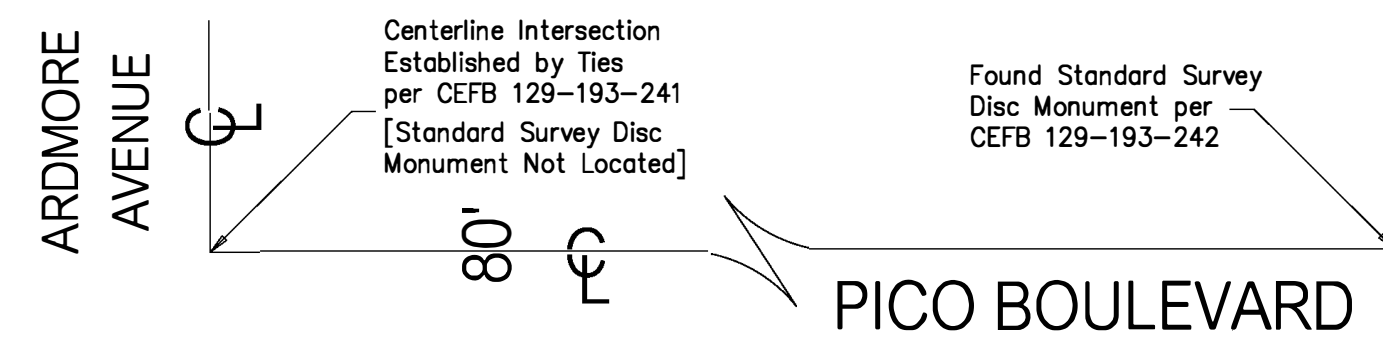 ARDMORE
AVENUE
℄
Centerline Intersection
Established by Ties
per CEFB 129-193-241
[Standard Survey Disc
Monument Not Located]
Found Standard Survey
Disc Monument per
CEFB 129-193-242
80'
℄
PICO BOULEVARD